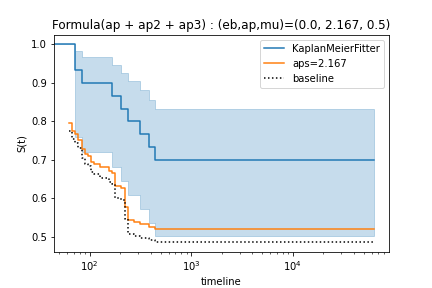 Formula(ap + ap2 + ap3) : (eb,ap,mu)=(0.0, 2.167, 0.5)
KaplanMeierFitter
aps=2.167
baseline
S(t)
1.0
0.9
0.8
0.7
0.6
0.5
10² 10³ 10⁴
timeline